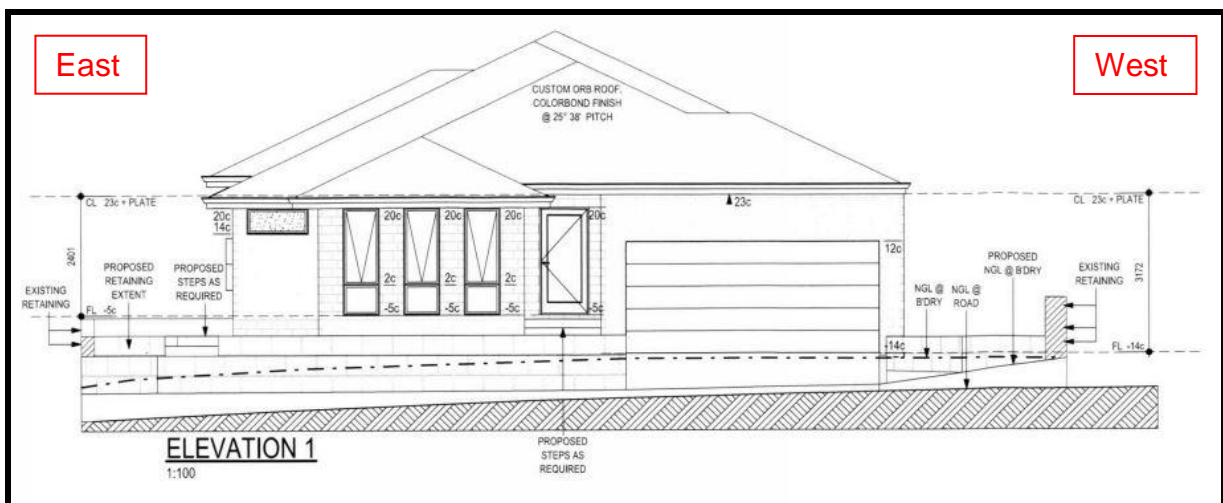 East
West
CUSTOM ORB ROOF.
COLORBOND FINISH
@ 25° 38' PITCH
CL 23c + PLATE
CL 23c + PLATE
23c
20c
14c
20c
20c
20c
20c
12c
2401
3172
2c
2c
2c
PROPOSED
RETAINING
EXTENT
PROPOSED
STEPS AS
REQUIRED
EXISTING
RETAINING
PROPOSED
NGL @ B'DRY
NGL @
B'DRY
NGL @
ROAD
EXISTING
RETAINING
FL -5c
-5c
-5c
-5c
-5c
-14c
FL -14c
ELEVATION 1
1:100
PROPOSED
STEPS AS
REQUIRED